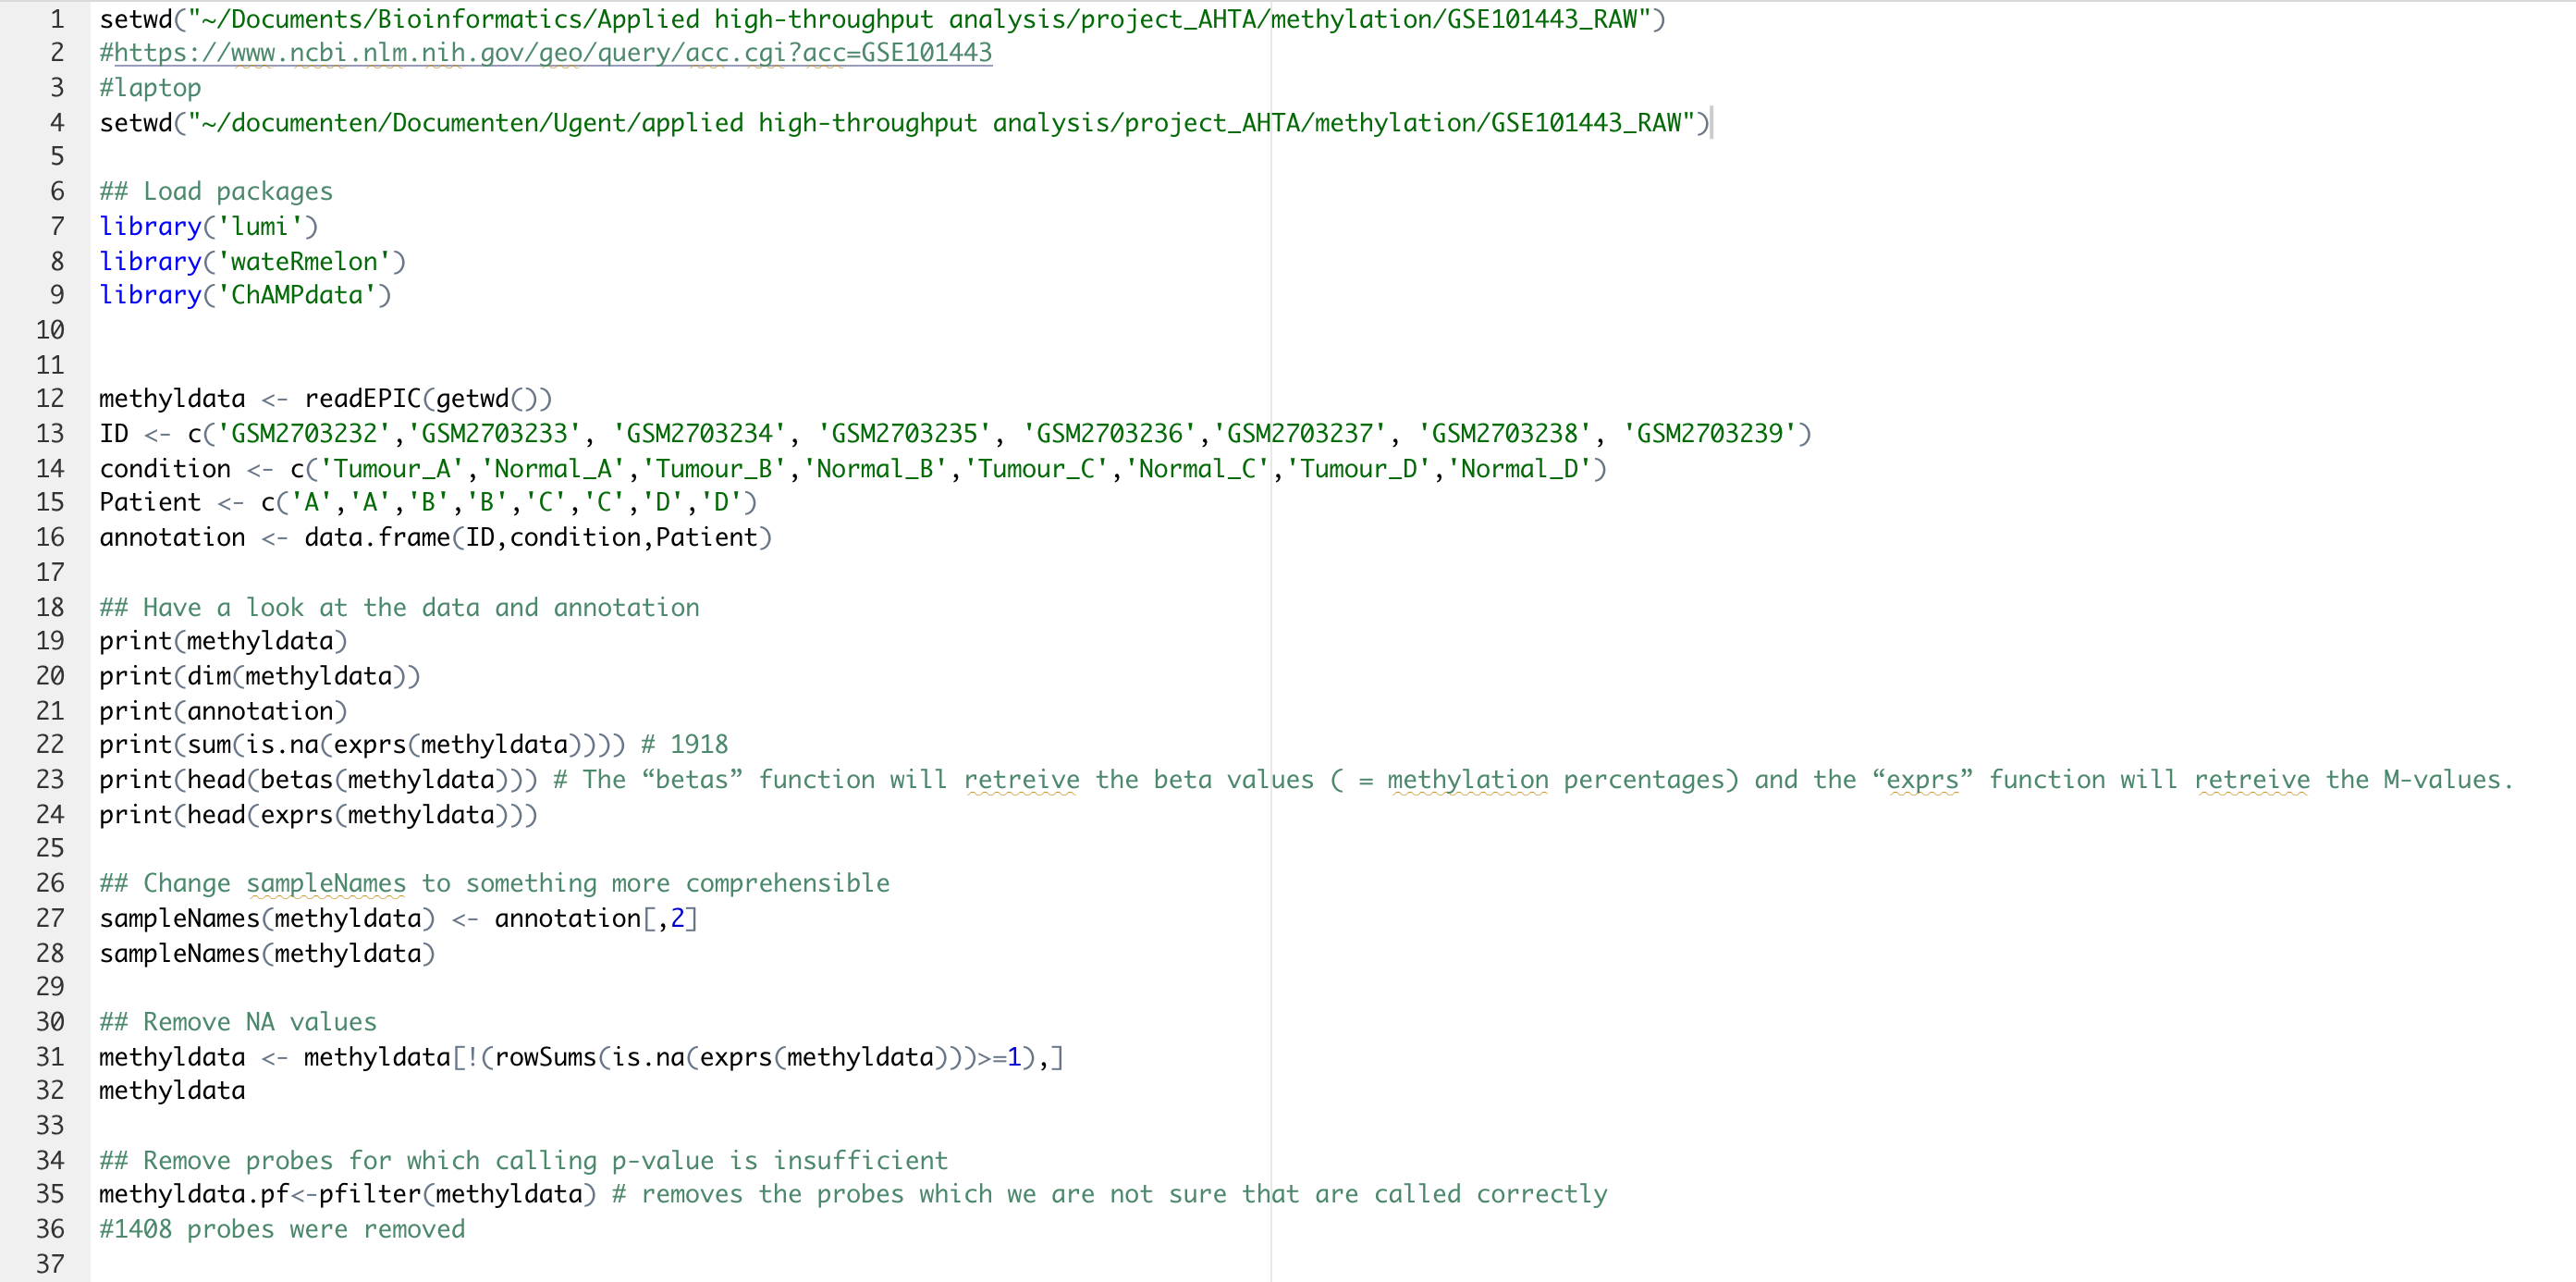 1 setwd("~/Documents/Bioinformatics/Applied high-throughput analysis/project_AHTA/methylation/GSE101443_RAW")
2 #https://www.ncbi.nlm.nih.gov/geo/query/acc.cgi?acc=GSE101443
3 #laptop
4 setwd("~/documenten/Documenten/Ugent/applied high-throughput analysis/project_AHTA/methylation/GSE101443_RAW")
5
6 ## Load packages
7 library('lumi')
8 library('wateRmelon')
9 library('ChAMPdata')
10
11
12 methyldata <- readEPIC(getwd())
13 ID <- c('GSM2703232','GSM2703233', 'GSM2703234', 'GSM2703235', 'GSM2703236','GSM2703237', 'GSM2703238', 'GSM2703239')
14 condition <- c('Tumour_A','Normal_A','Tumour_B','Normal_B','Tumour_C','Normal_C','Tumour_D','Normal_D')
15 Patient <- c('A','A','B','B','C','C','D','D')
16 annotation <- data.frame(ID,condition,Patient)
17
18 ## Have a look at the data and annotation
19 print(methyldata)
20 print(dim(methyldata))
21 print(annotation)
22 print(sum(is.na(exprs(methyldata)))) # 1918
23 print(head(betas(methyldata))) # The “betas” function will retreive the beta values ( = methylation percentages) and the “exprs” function will retreive the M-values.
24 print(head(exprs(methyldata)))
25
26 ## Change sampleNames to something more comprehensible
27 sampleNames(methyldata) <- annotation[,2]
28 sampleNames(methyldata)
29
30 ## Remove NA values
31 methyldata <- methyldata[!(rowSums(is.na(exprs(methyldata)))>=1),]
32 methyldata
33
34 ## Remove probes for which calling p-value is insufficient
35 methyldata.pf<-pfilter(methyldata) # removes the probes which we are not sure that are called correctly
36 #1408 probes were removed
37